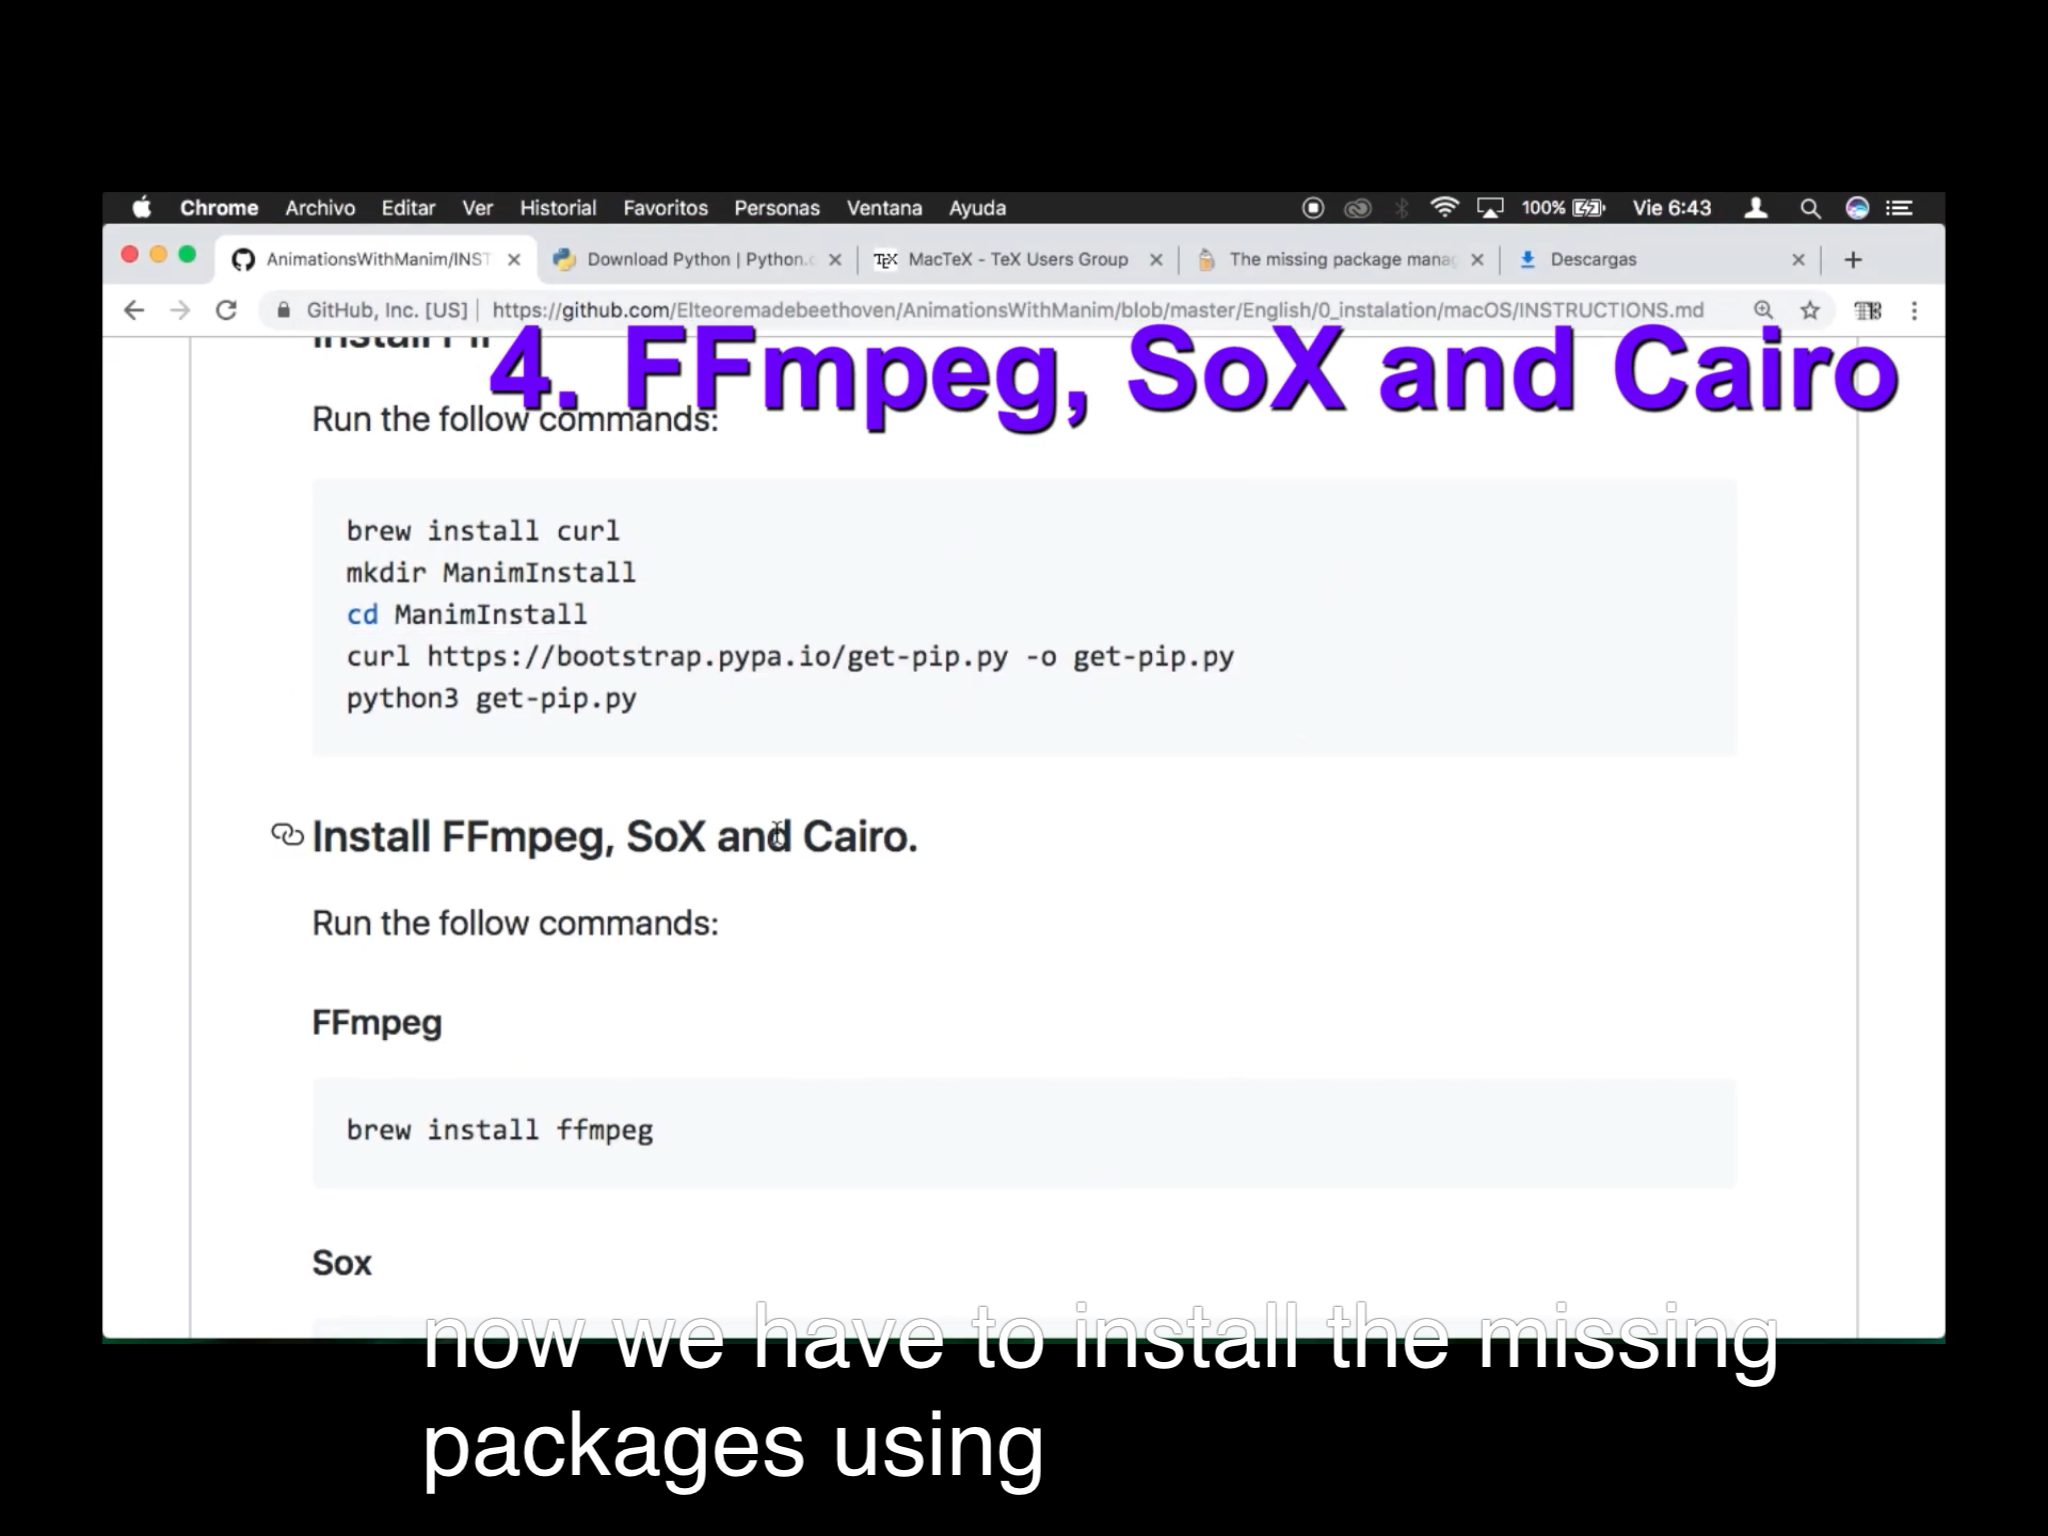 Chrome Archivo Editar Ver Historial Favoritos Personas Ventana Ayuda 100% Vie 6:43
AnimationsWithManim/INST Download Python | Python. MacTeX - TeX Users Group The missing package mana Descargas
GitHub, Inc. [US] | https://github.com/Elteoremadebeethoven/AnimationsWithManim/blob/master/English/0_instalation/macOS/INSTRUCTIONS.md
4. FFmpeg, SoX and Cairo
Run the follow commands:
brew install curl
mkdir ManimInstall
cd ManimInstall
curl https://bootstrap.pypa.io/get-pip.py -o get-pip.py
python3 get-pip.py
Install FFmpeg, SoX and Cairo.
Run the follow commands:
FFmpeg
brew install ffmpeg
Sox
now we have to install the missing
packages using